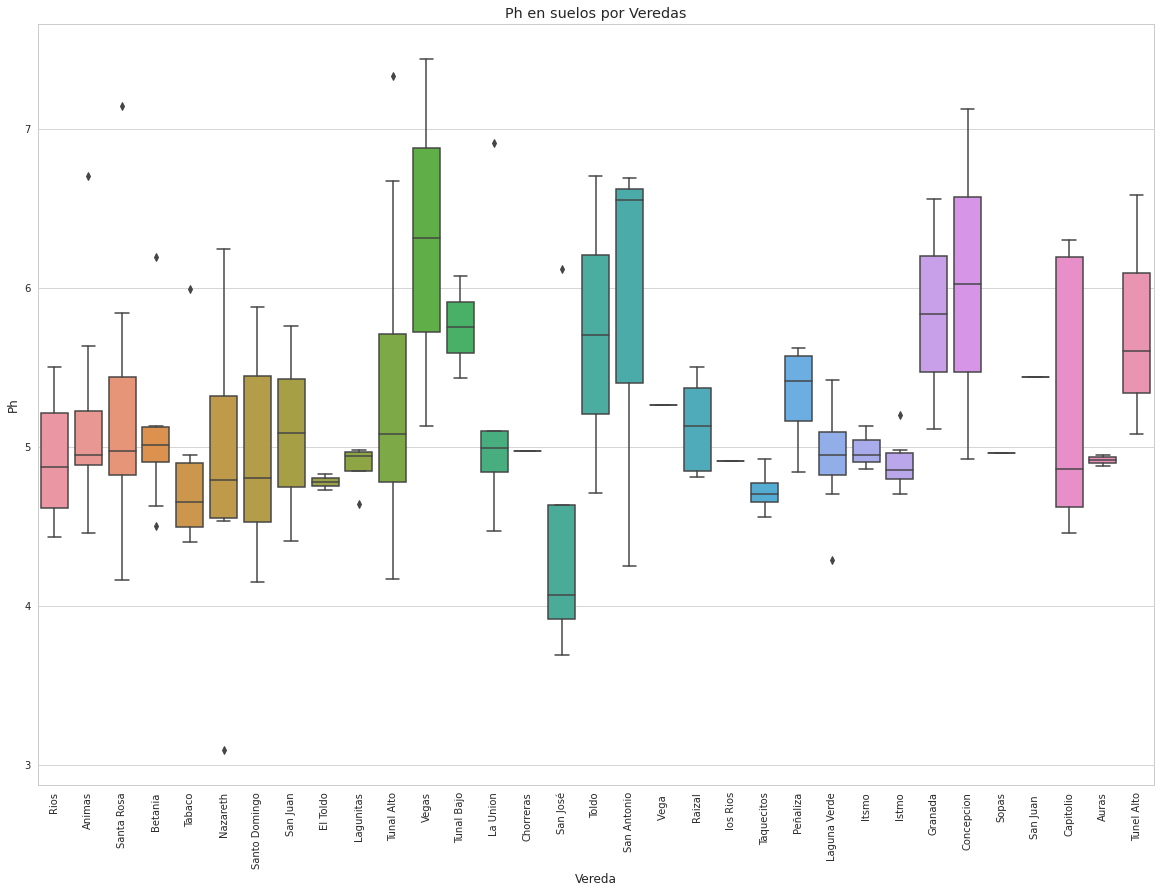 Ph en suelos por Veredas
Ph
7
6
5
4
3
Rios
Animas
Santa Rosa
Betania
Tabaco
Nazareth
Santo Domingo
San Juan
El Toldo
Lagunitas
Tunal Alto
Vegas
Tunal Bajo
La Union
Chorreras
San José
Toldo
San Antonio
Vega
Raizal
los Rios
Taquecitos
Peñaliza
Laguna Verde
Itsmo
Istmo
Granada
Concepcion
Sopas
San Juan
Capitolio
Auras
Tunel Alto
Vereda